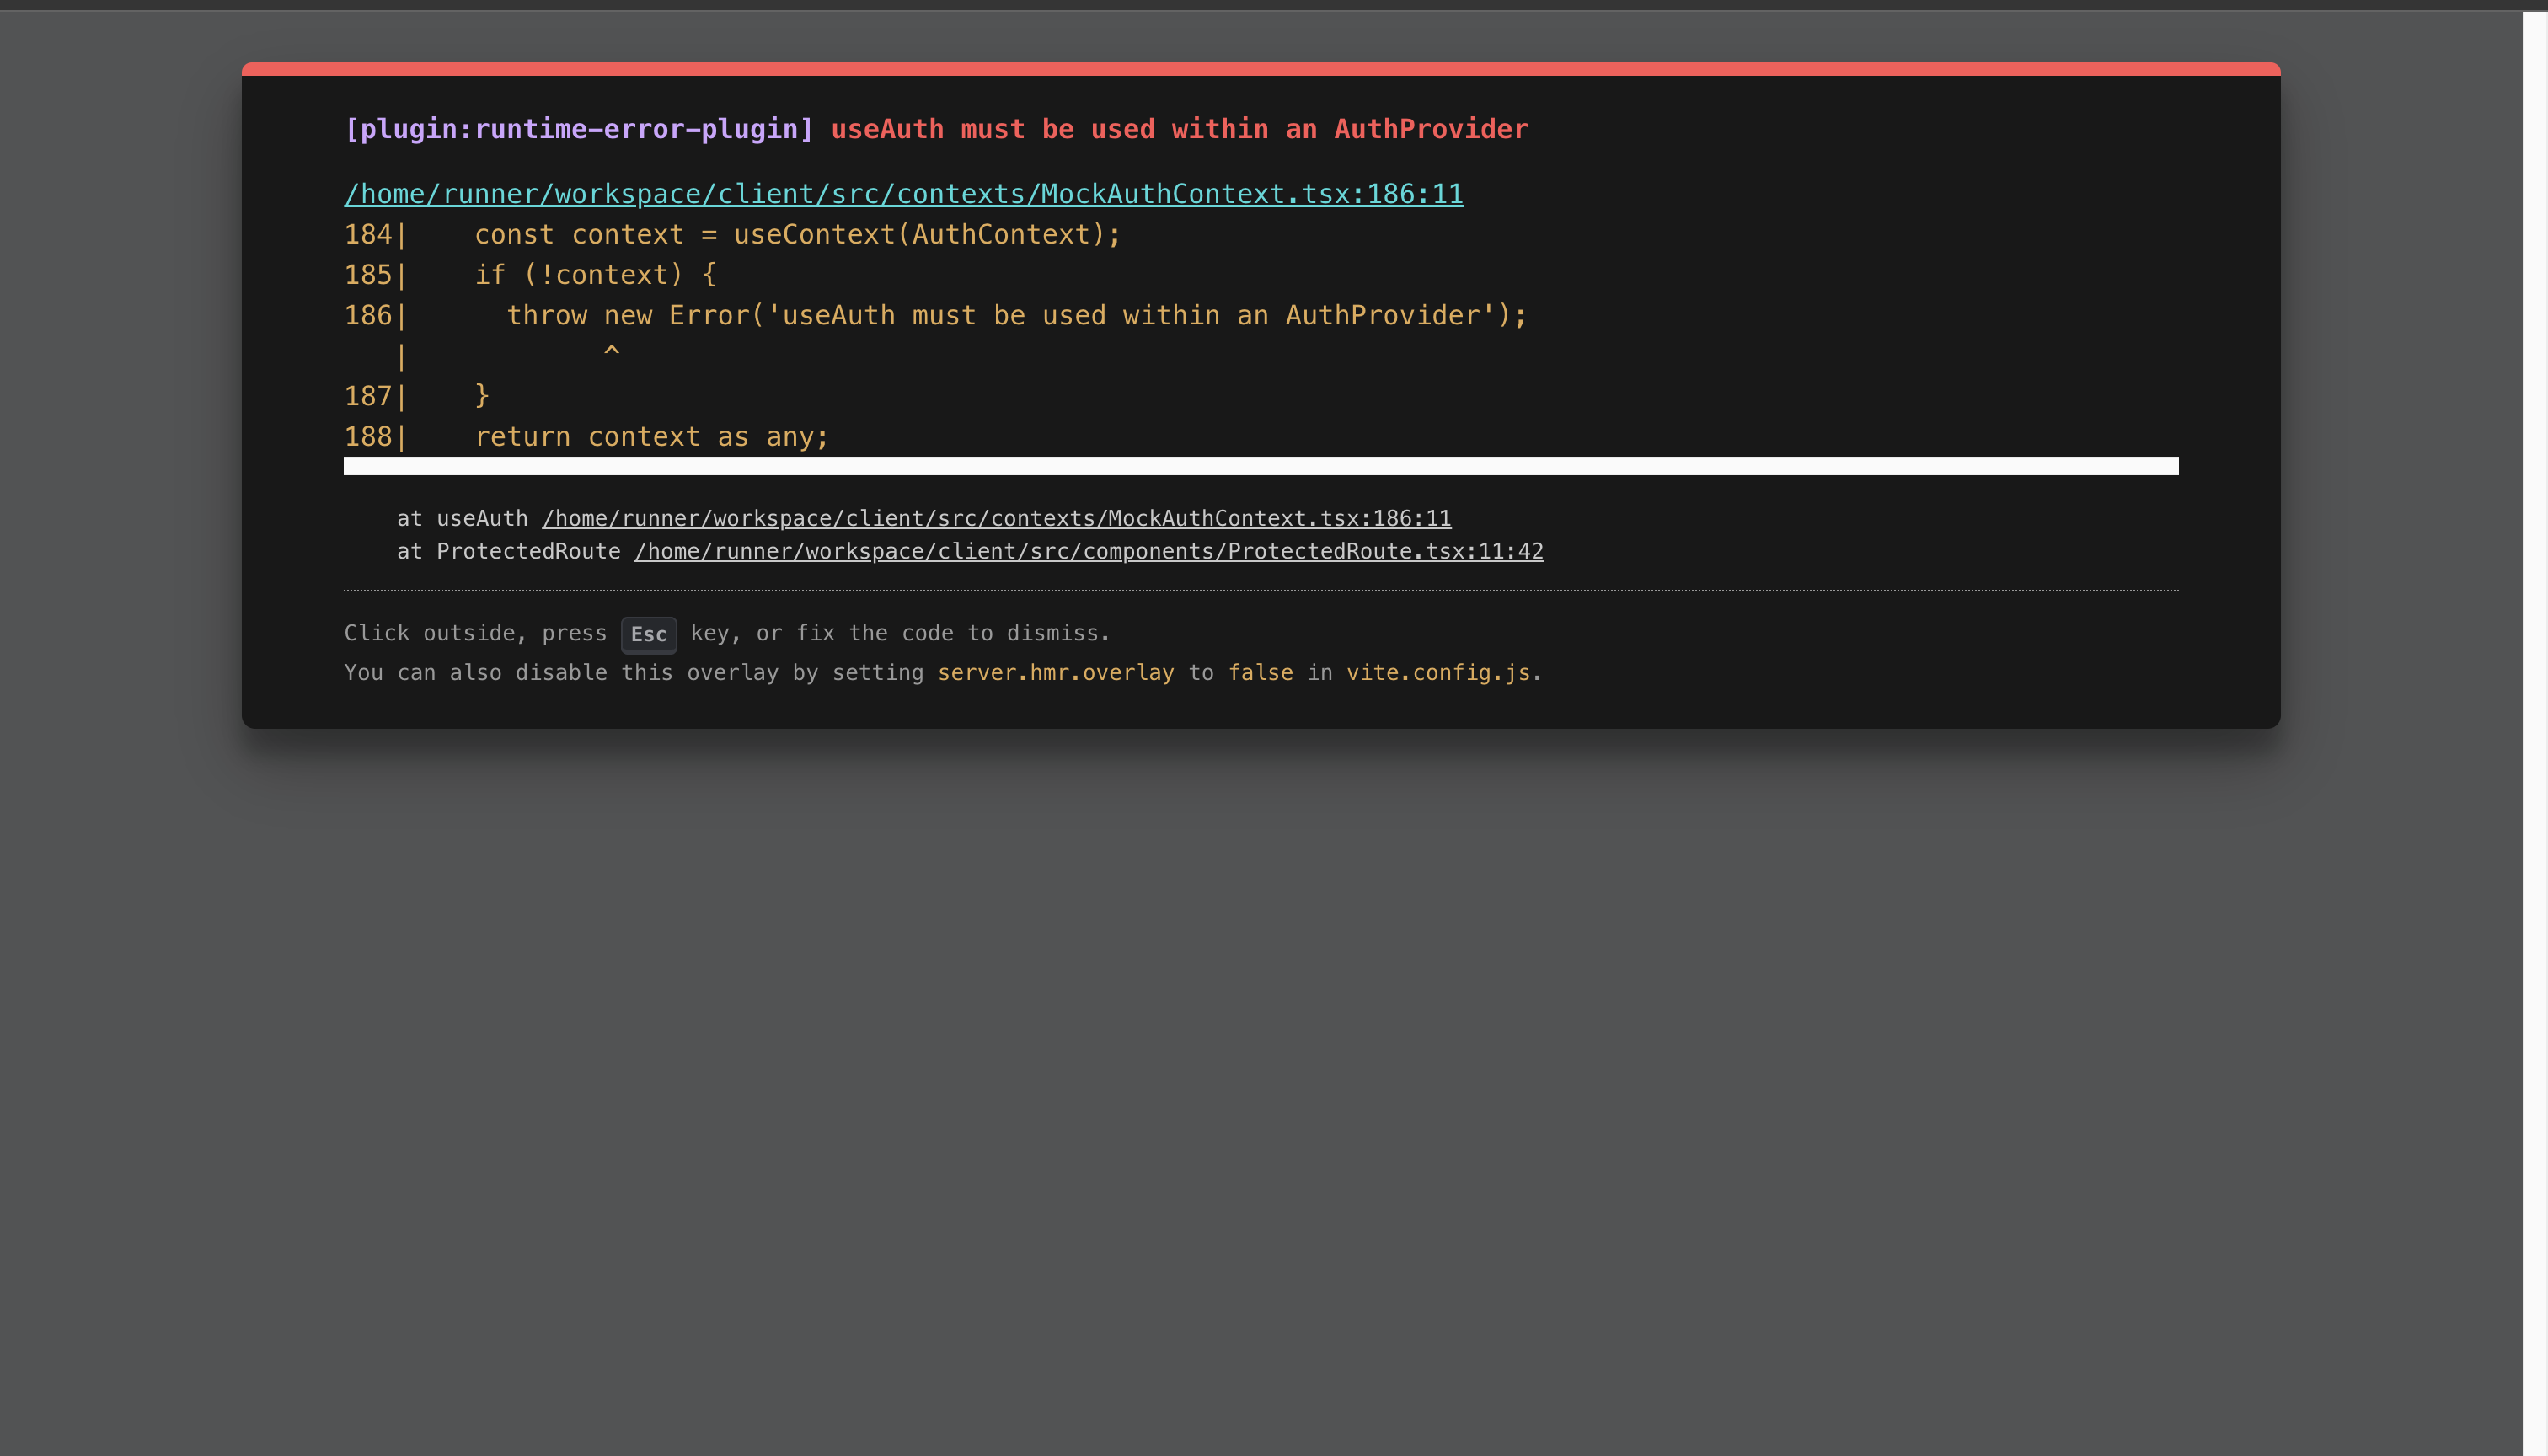 [plugin:runtime-error-plugin] useAuth must be used within an AuthProvider
/home/runner/workspace/client/src/contexts/MockAuthContext.tsx:186:11
184|    const context = useContext(AuthContext);
185|    if (!context) {
186|      throw new Error('useAuth must be used within an AuthProvider');
   |            ^
187|    }
188|    return context as any;
    at useAuth /home/runner/workspace/client/src/contexts/MockAuthContext.tsx:186:11
    at ProtectedRoute /home/runner/workspace/client/src/components/ProtectedRoute.tsx:11:42
Click outside, press Esc key, or fix the code to dismiss.
You can also disable this overlay by setting server.hmr.overlay to false in vite.config.js.